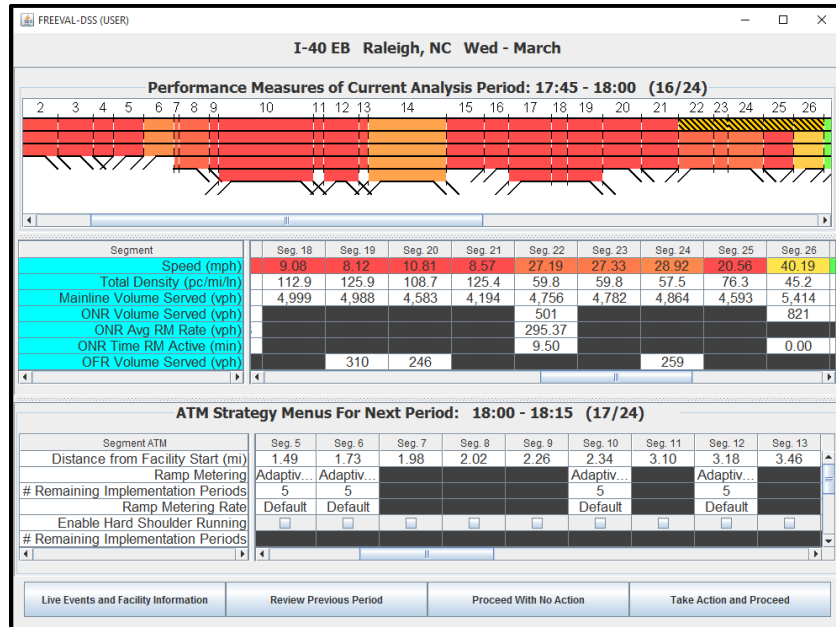 FREEVAL-DSS (USER)
I-40 EB Raleigh, NC Wed - March
Performance Measures of Current Analysis Period: 17:45 - 18:00 (16/24)
2 3 4 5 6 7 8 9 10 11 12 13 14 15 16 17 18 19 20 21 22 23 24 25 26
Segment Seg. 18 Seg. 19 Seg. 20 Seg. 21 Seg. 22 Seg. 23 Seg. 24 Seg. 25 Seg. 26
Speed (mph) 9.08 8.12 10.81 8.57 27.19 27.33 28.92 20.56 40.19
Total Density (pc/mi/ln) 112.9 125.9 108.7 125.4 59.8 59.8 57.5 76.3 45.2
Mainline Volume Served (vph) 4,999 4,988 4,583 4,194 4,756 4,782 4,864 4,593 5,414
ONR Volume Served (vph) 501 821
ONR Avg RM Rate (vph) 295.37
ONR Time RM Active (min) 9.50 0.00
OFR Volume Served (vph) 310 246 259
ATM Strategy Menus For Next Period: 18:00 - 18:15 (17/24)
Segment ATM Seg. 5 Seg. 6 Seg. 7 Seg. 8 Seg. 9 Seg. 10 Seg. 11 Seg. 12 Seg. 13
Distance from Facility Start (mi) 1.49 1.73 1.98 2.02 2.26 2.34 3.10 3.18 3.46
Ramp Metering Adaptiv... Adaptiv... Adaptiv... Adaptiv...
# Remaining Implementation Periods 5 5 5 5
Ramp Metering Rate Default Default Default Default
Enable Hard Shoulder Running
# Remaining Implementation Periods
Live Events and Facility Information Review Previous Period Proceed With No Action Take Action and Proceed